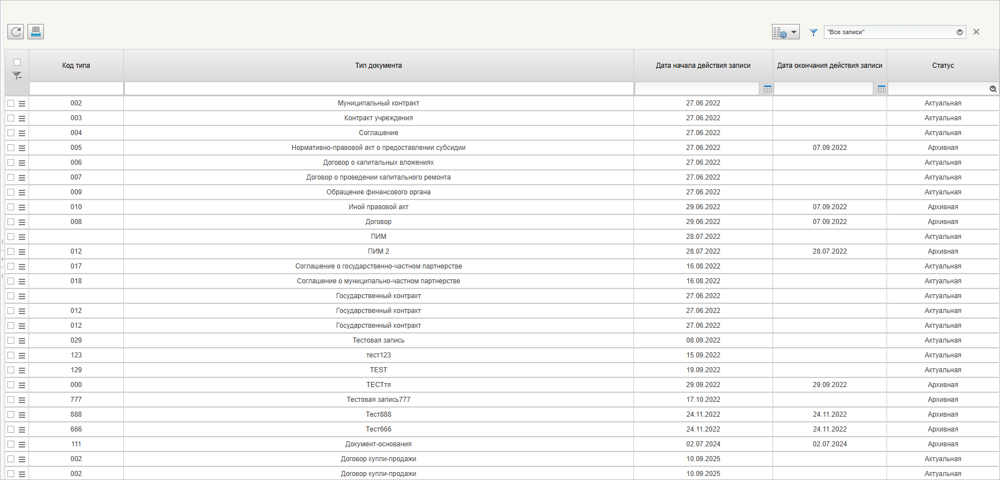 "Все записи"
Код типа Тип документа Дата начала действия записи Дата окончания действия записи Статус
002 Муниципальный контракт 27.06.2022 Актуальная
003 Контракт учреждения 27.06.2022 Актуальная
004 Соглашение 27.06.2022 Актуальная
005 Нормативно-правовой акт о предоставлении субсидии 27.06.2022 07.09.2022 Архивная
006 Договор о капитальных вложениях 27.06.2022 Актуальная
007 Договор о проведении капитального ремонта 27.06.2022 Актуальная
009 Обращение финансового органа 27.06.2022 Актуальная
010 Иной правовой акт 29.06.2022 07.09.2022 Архивная
008 Договор 29.06.2022 07.09.2022 Архивная
ПИМ 28.07.2022 Актуальная
012 ПИМ 2 28.07.2022 28.07.2022 Архивная
017 Соглашение о государственно-частном партнерстве 16.08.2022 Актуальная
018 Соглашение о муниципально-частном партнерстве 16.08.2022 Актуальная
Государственный контракт 27.06.2022 Актуальная
012 Государственный контракт 27.06.2022 Актуальная
012 Государственный контракт 27.06.2022 Актуальная
029 Тестовая запись 08.09.2022 Актуальная
123 тест123 15.09.2022 Актуальная
129 TEST 19.09.2022 Актуальная
000 ТЕСТтя 29.09.2022 29.09.2022 Архивная
777 Тестовая запись777 17.10.2022 Архивная
888 Тест888 24.11.2022 24.11.2022 Архивная
666 Тест666 24.11.2022 24.11.2022 Архивная
111 Документ-основания 02.07.2024 02.07.2024 Архивная
002 Договор купли-продажи 10.09.2025 Актуальная
002 Договор купли-продажи 10.09.2025 Актуальная